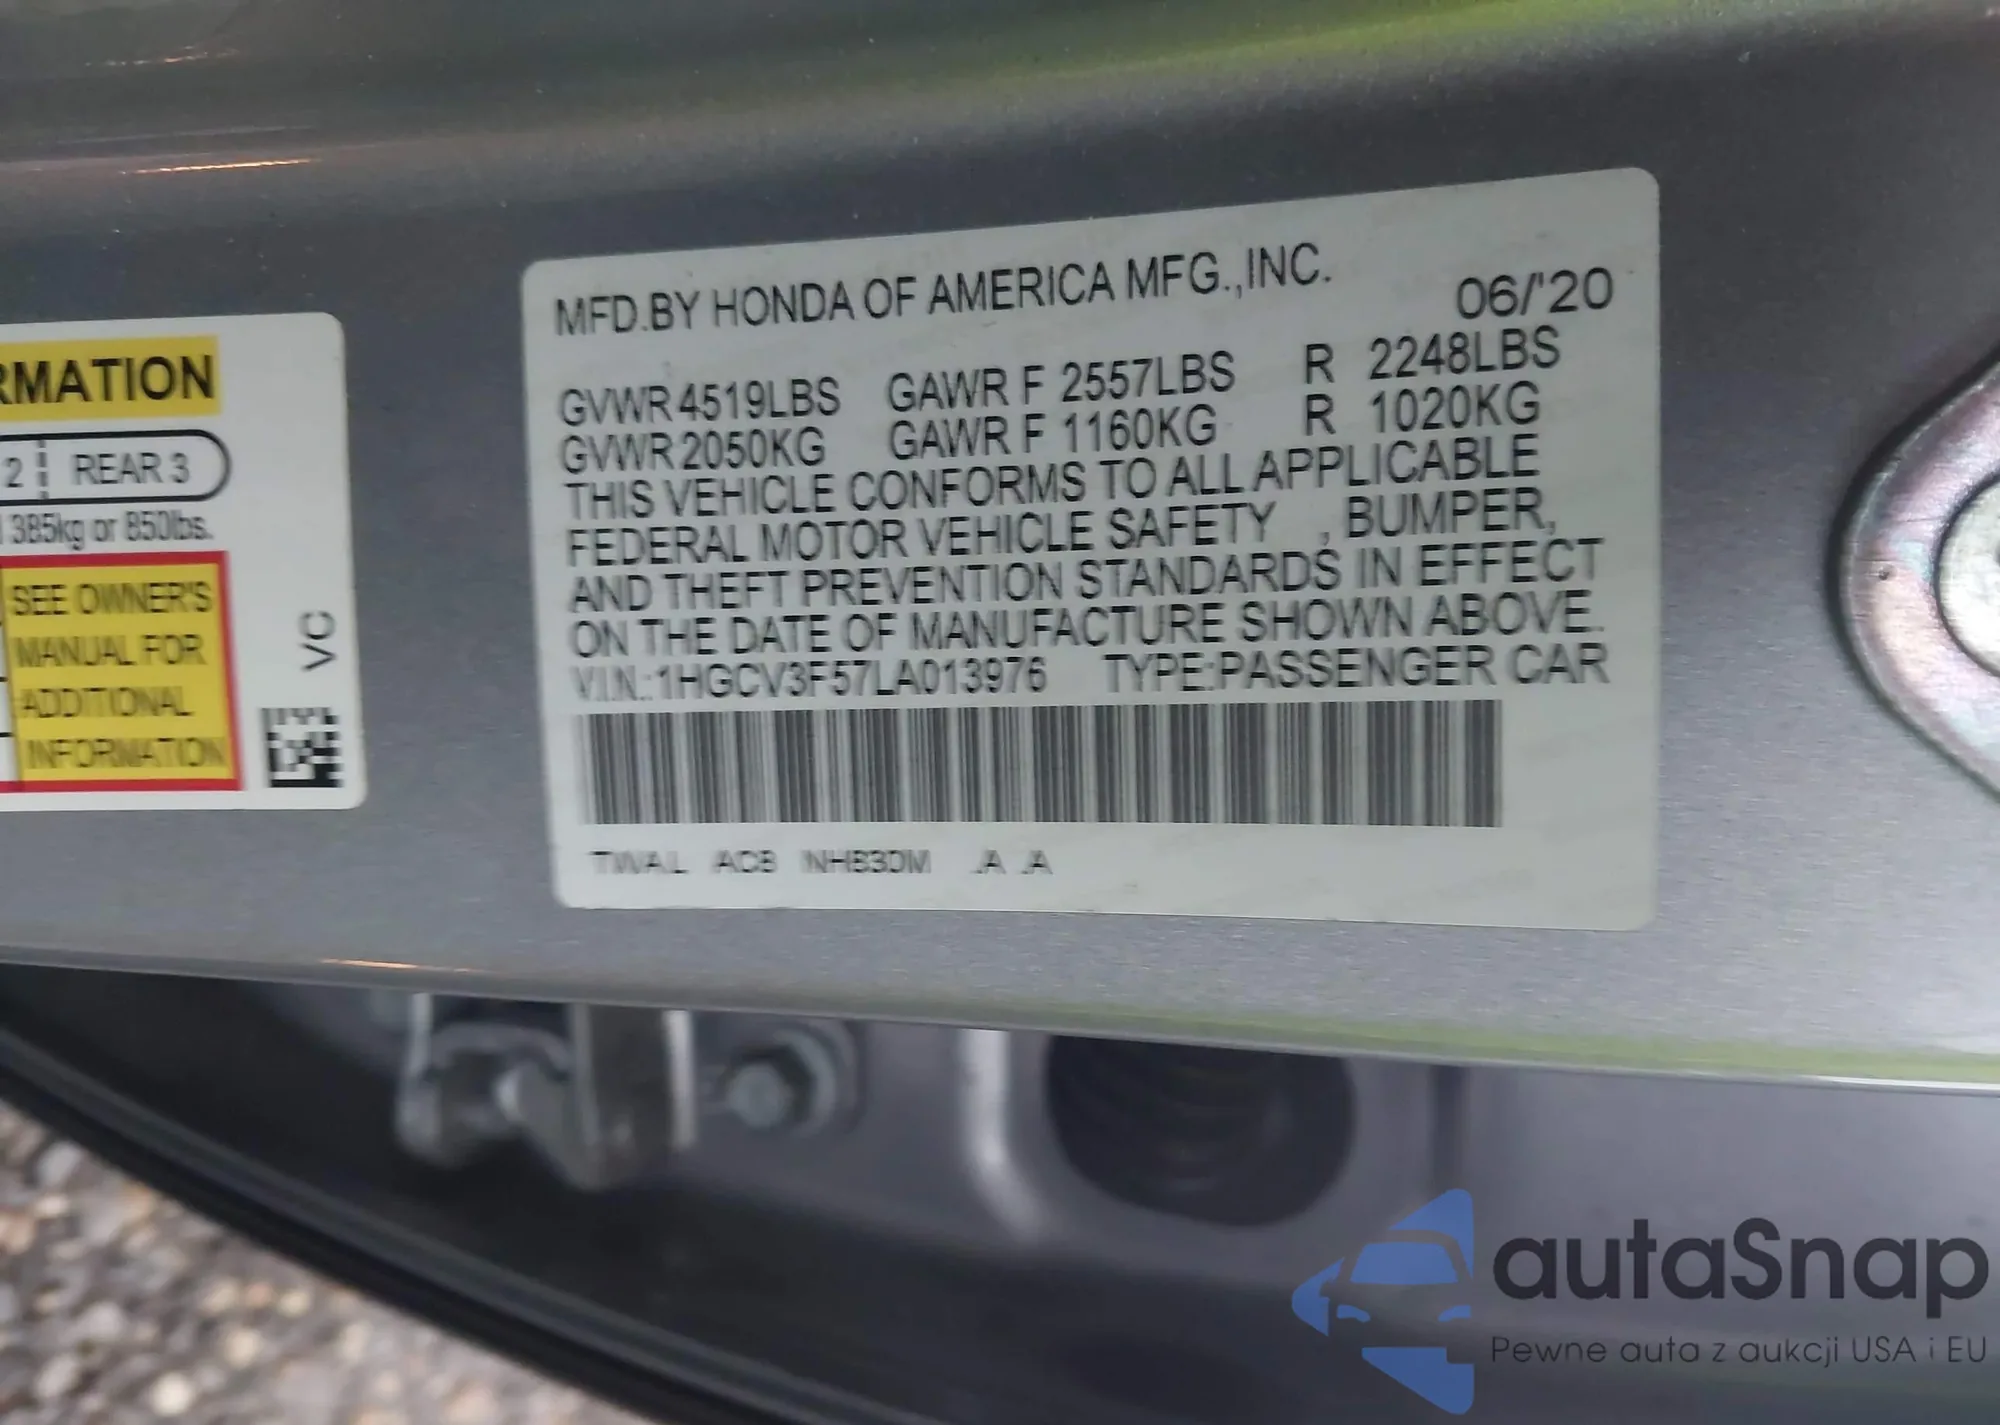 RMATION
2 REAR 3
385kg or 850lbs.
SEE OWNER'S
MANUAL FOR
ADDITIONAL
INFORMATION
VC
MFD.BY HONDA OF AMERICA MFG.,INC.
06/'20
GVWR 4519LBS GAWR F 2557LBS R 2248LBS
GVWR 2050KG GAWR F 1160KG R 1020KG
THIS VEHICLE CONFORMS TO ALL APPLICABLE
FEDERAL MOTOR VEHICLE SAFETY , BUMPER,
AND THEFT PREVENTION STANDARDS IN EFFECT
ON THE DATE OF MANUFACTURE SHOWN ABOVE.
V.I.N.:1HGCV3F57LA013976 TYPE:PASSENGER CAR
TWAL AC8 NH830M A A
autaSnap
Pewne auta z aukcji USA i EU